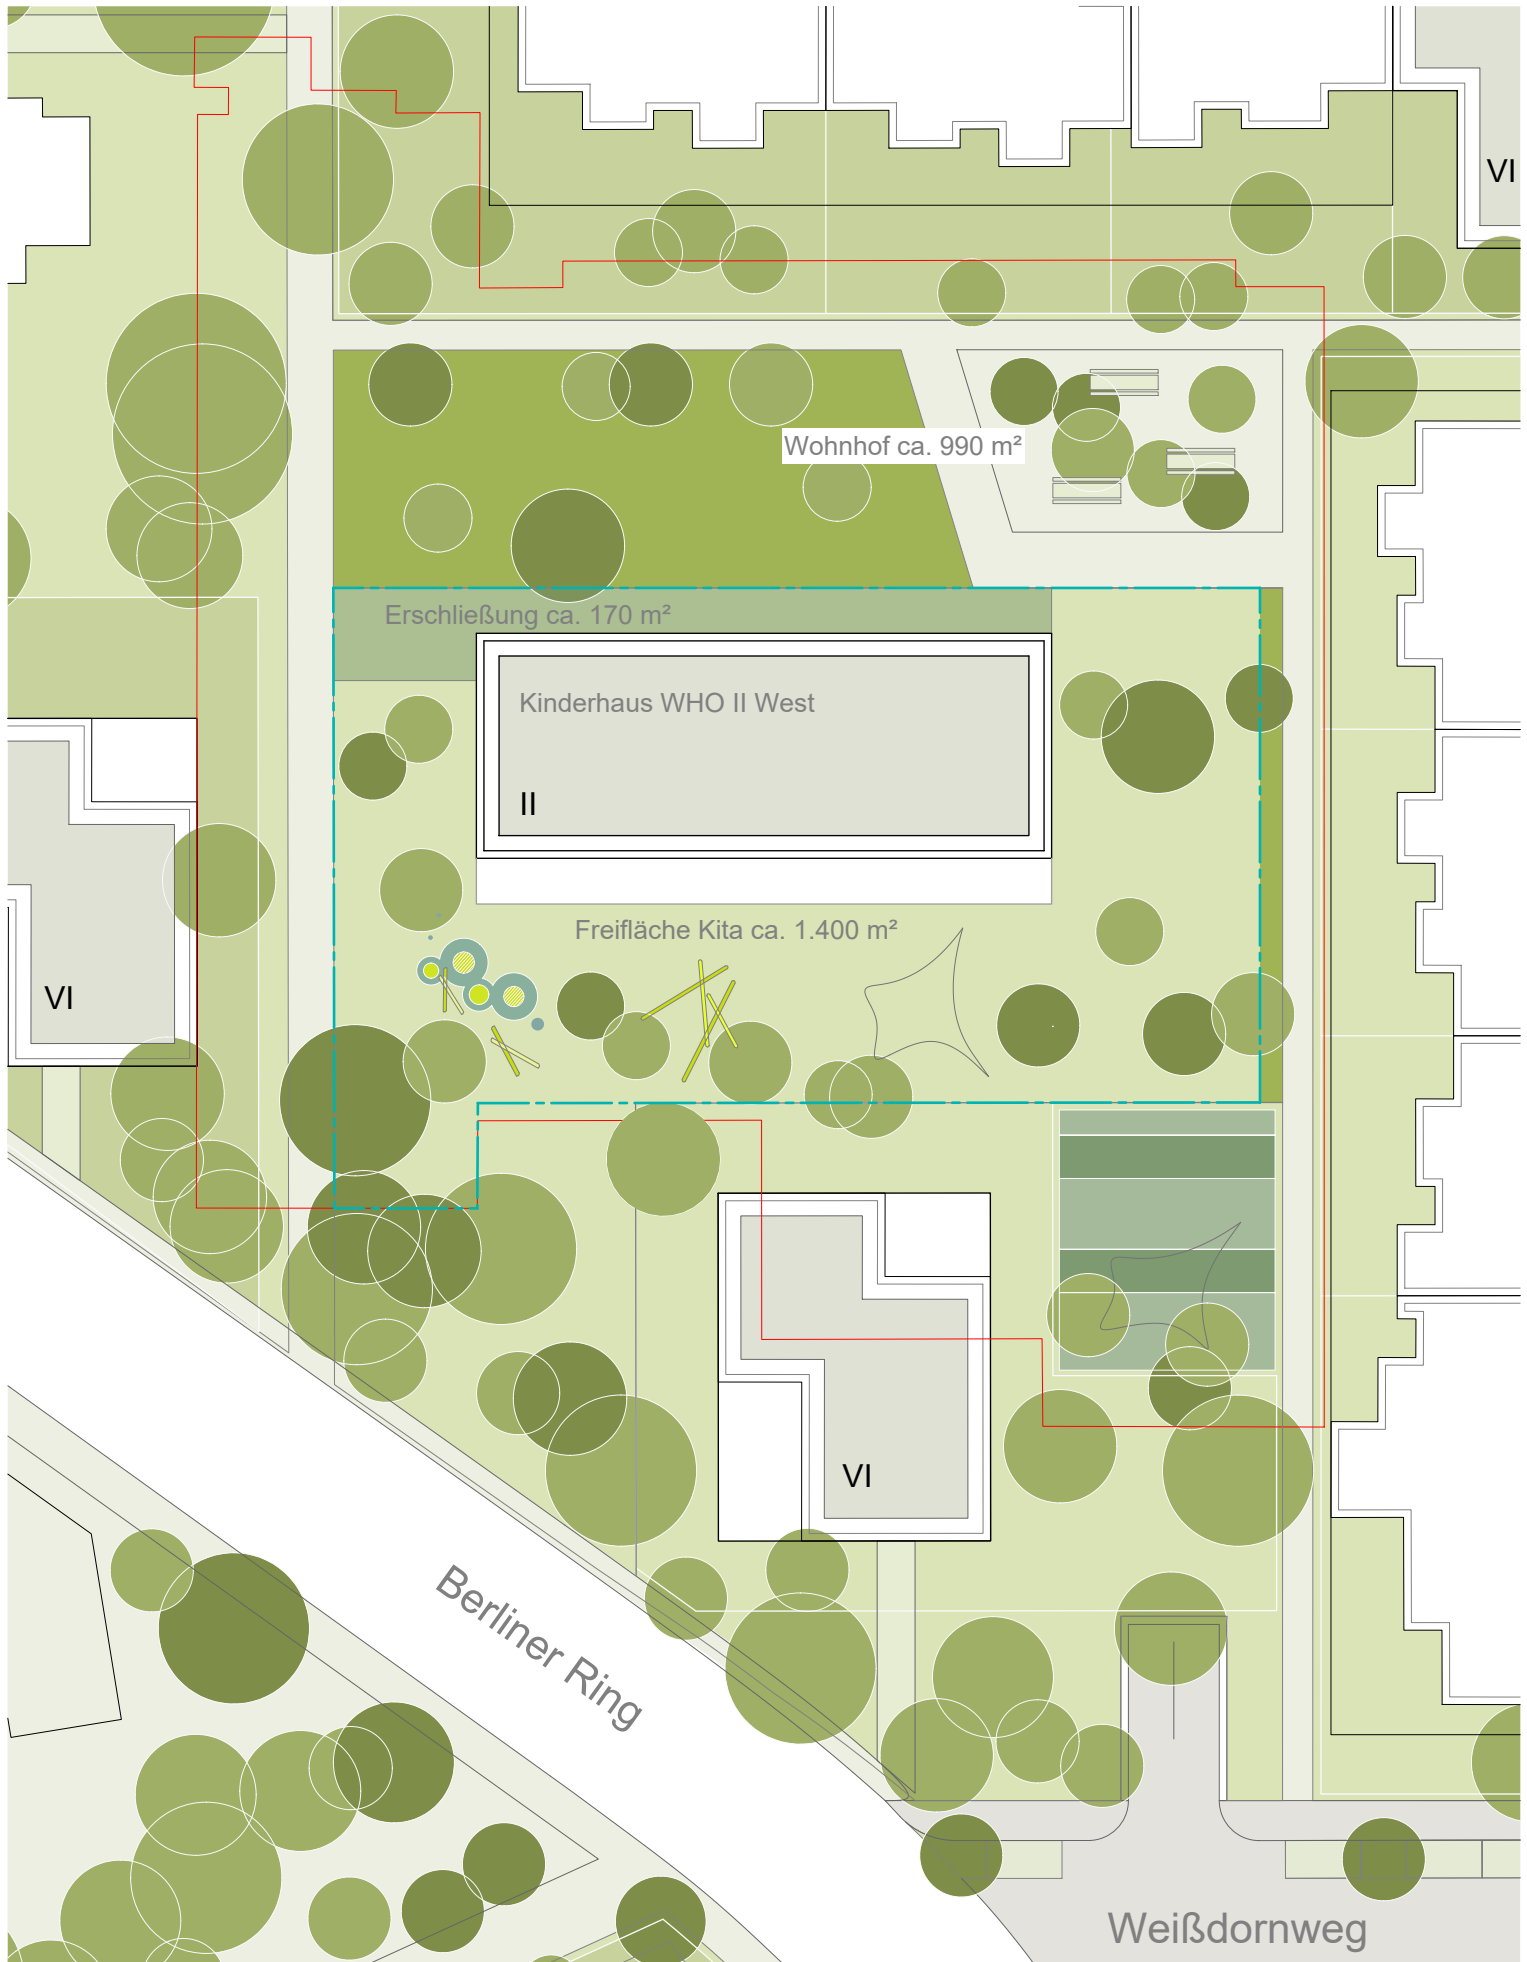 VI
Wohnhof ca. 990 m²
Erschließung ca. 170 m²
Kinderhaus WHO II West
II
Freifläche Kita ca. 1.400 m²
VI
VI
Berliner Ring
Weißdornweg